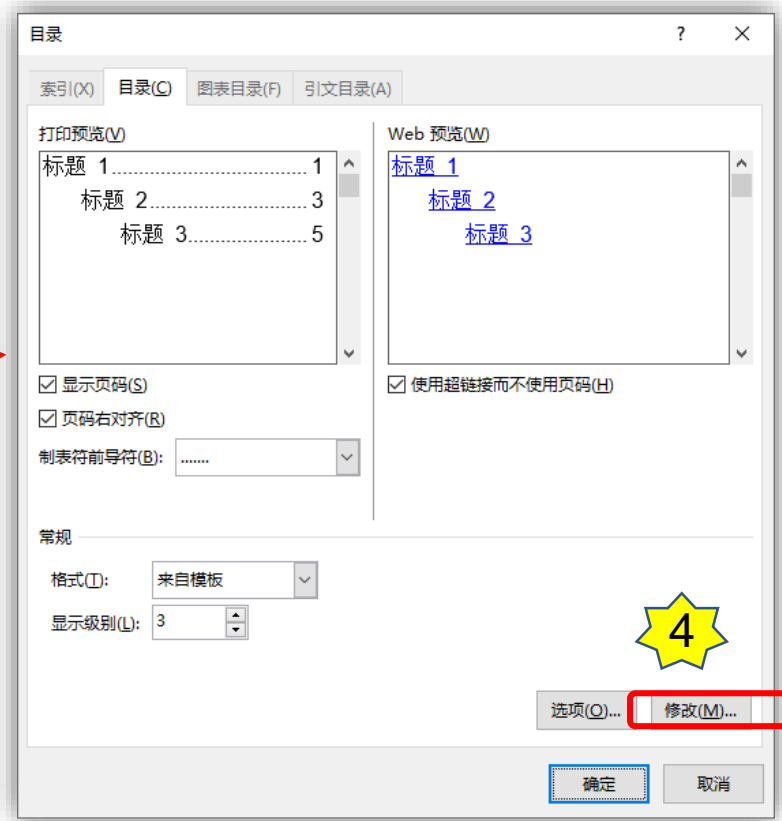 目录 ? ×
索引(X) 目录(C) 图表目录(F) 引文目录(A)
打印预览(V) Web 预览(W)
标题 1................................ 1 标题 1
标题 2.......................... 3 标题 2
标题 3.................... 5 标题 3
显示页码(S) 使用超链接而不使用页码(H)
页码右对齐(R)
制表符前导符(B): .......
常规
格式(T): 来自模板
显示级别(L): 3
4
选项(O)... 修改(M)...
确定 取消